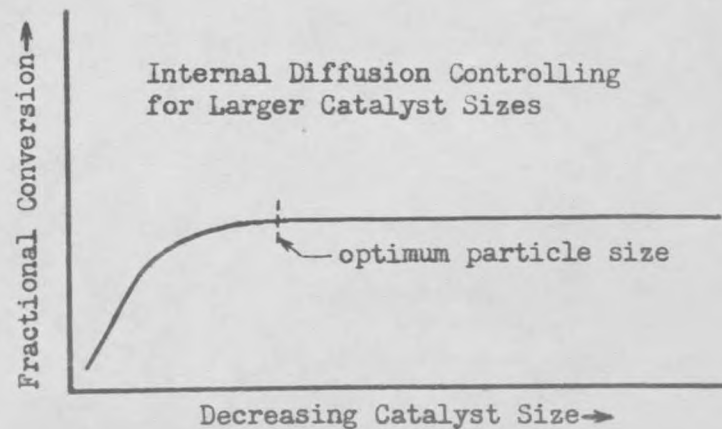 Internal Diffusion Controlling
for Larger Catalyst Sizes
Fractional Conversion→
optimum particle size
Decreasing Catalyst Size→